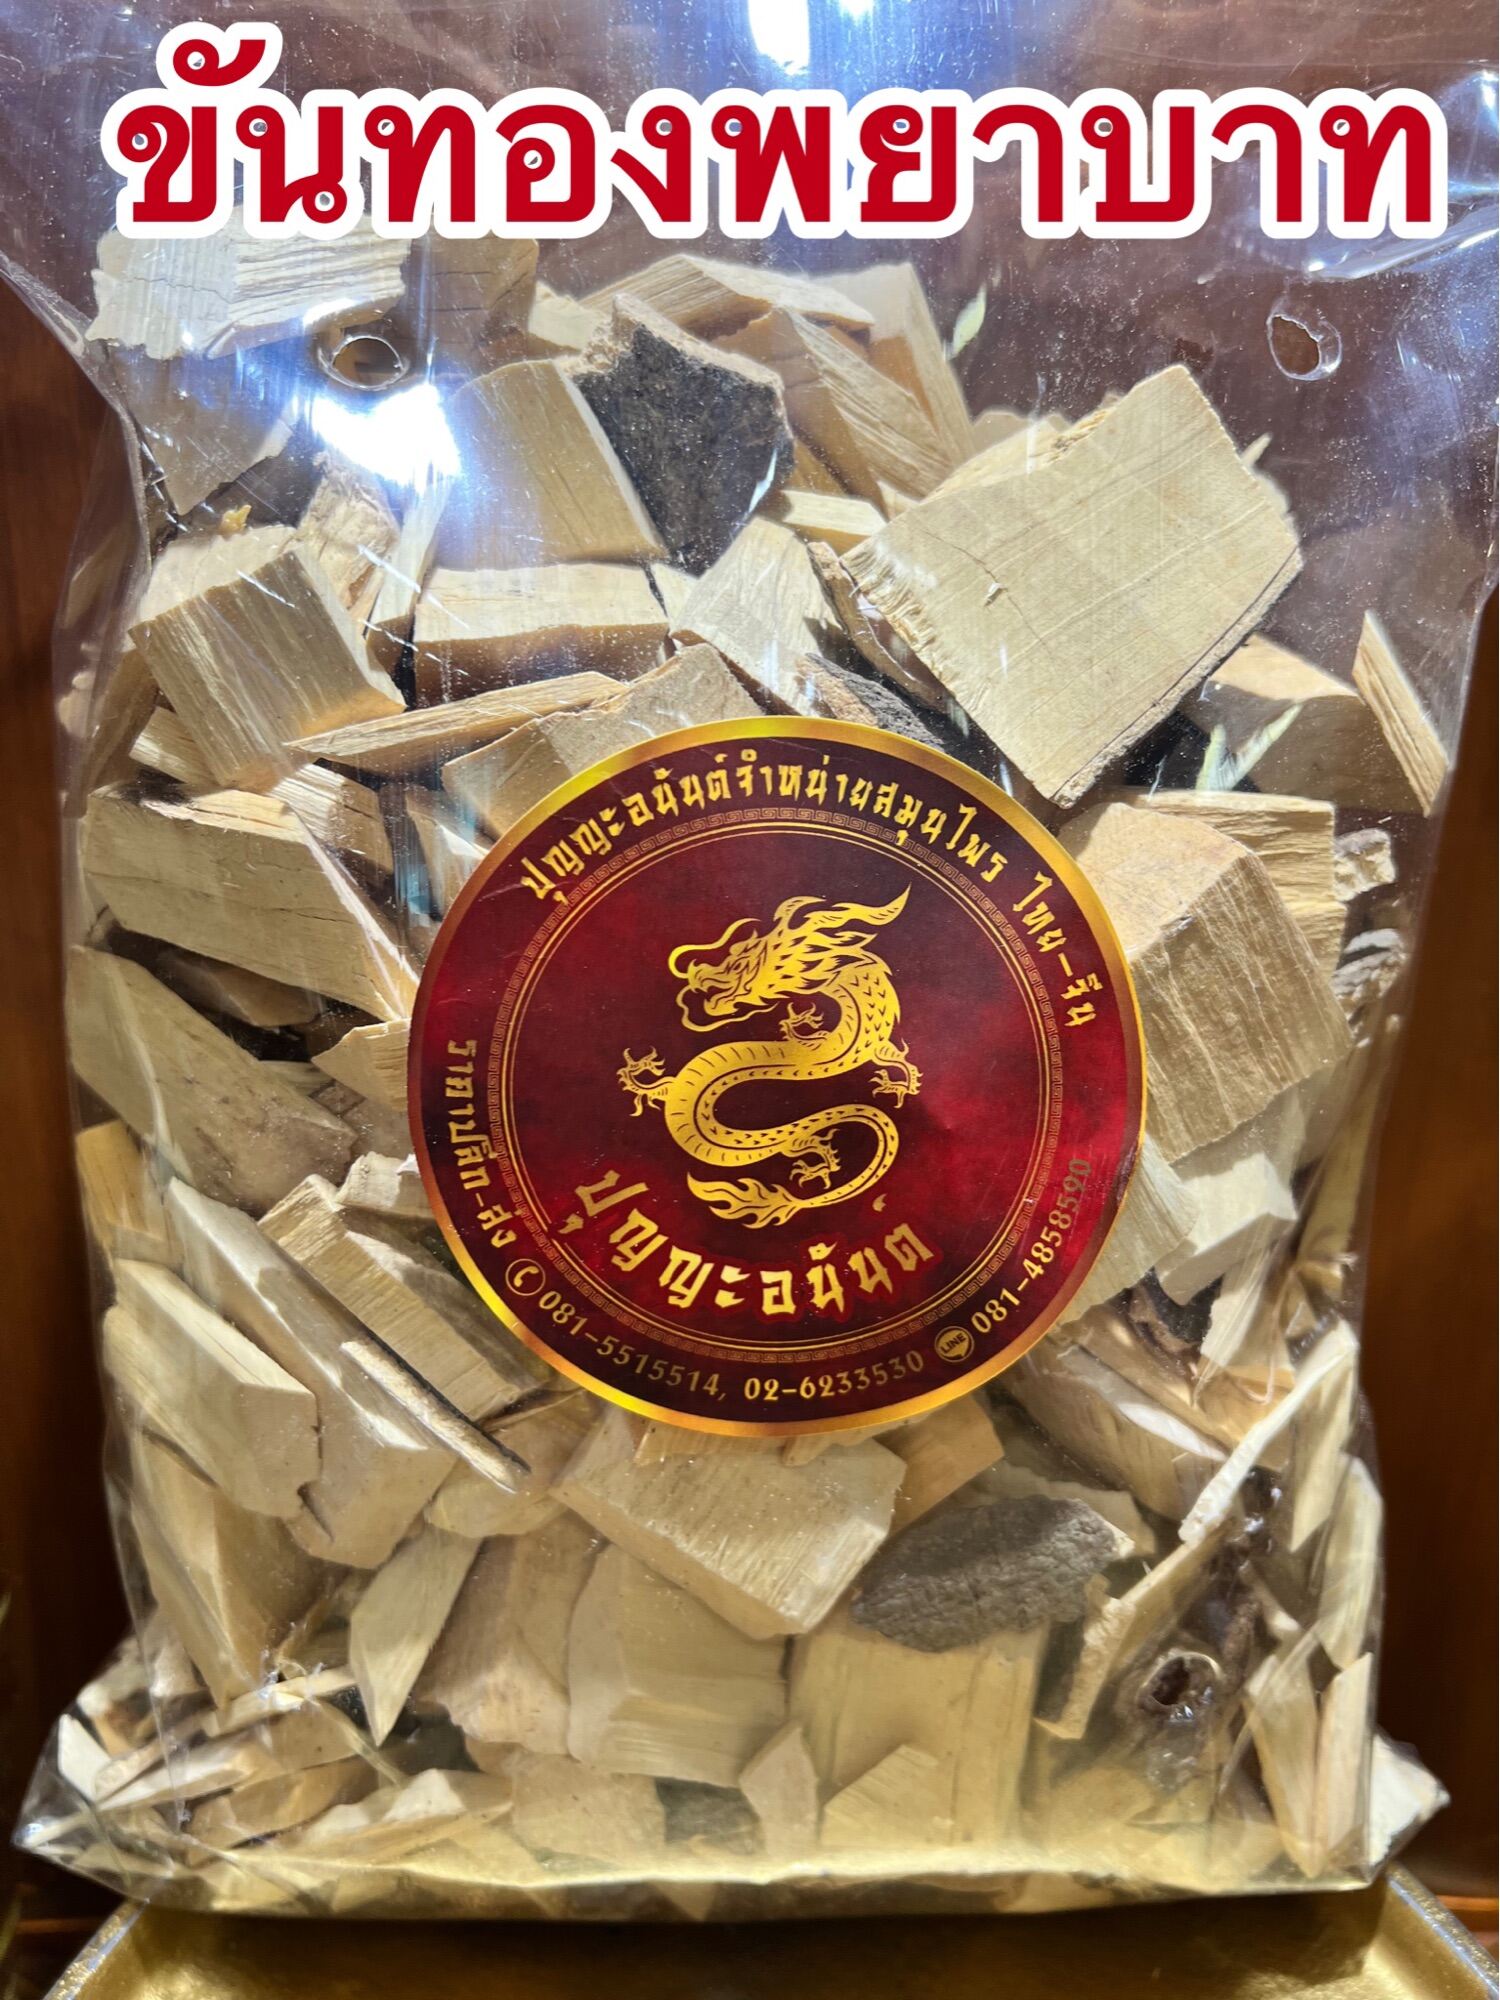 ขันทองพยาบาท
ปุญญะอนันต์จำหน่ายสมุนไพร ไทย-จีน
ราคาปลีก-ส่ง
ปุญญะอนันต์
081-5515514, 02-6233530
LINE 081-4858590